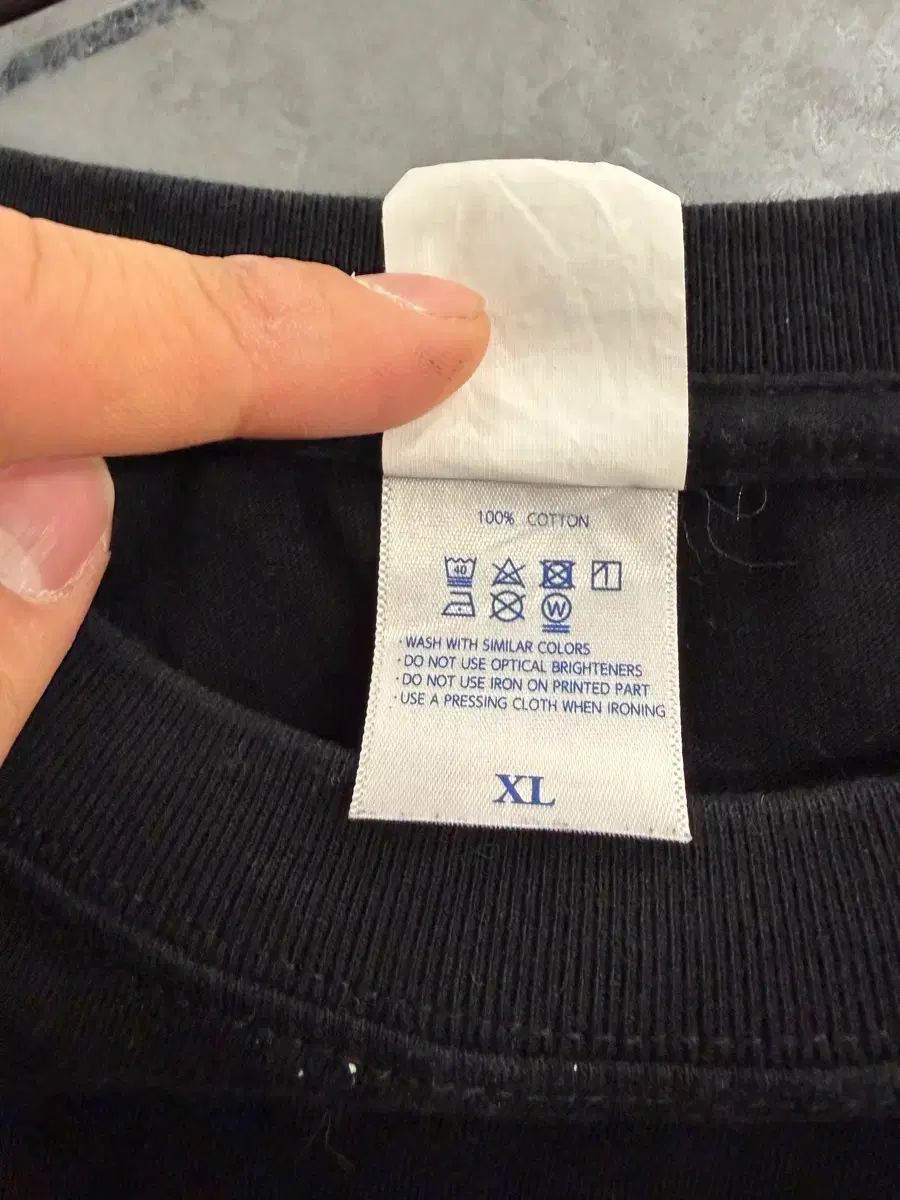 100% COTTON
40
W
· WASH WITH SIMILAR COLORS
· DO NOT USE OPTICAL BRIGHTENERS
· DO NOT USE IRON ON PRINTED PART
· USE A PRESSING CLOTH WHEN IRONING
XL